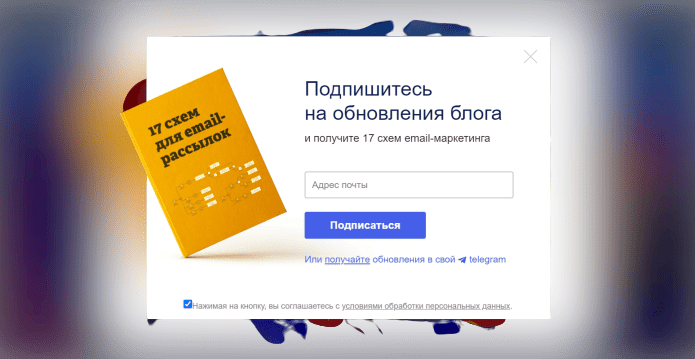 17 схем
для email-
рассылок
Подпишитесь
на обновления блога
и получите 17 схем email-маркетинга
Адрес почты
Подписаться
Или получайте обновления в свой telegram
Нажимая на кнопку, вы соглашаетесь с условиями обработки персональных данных.